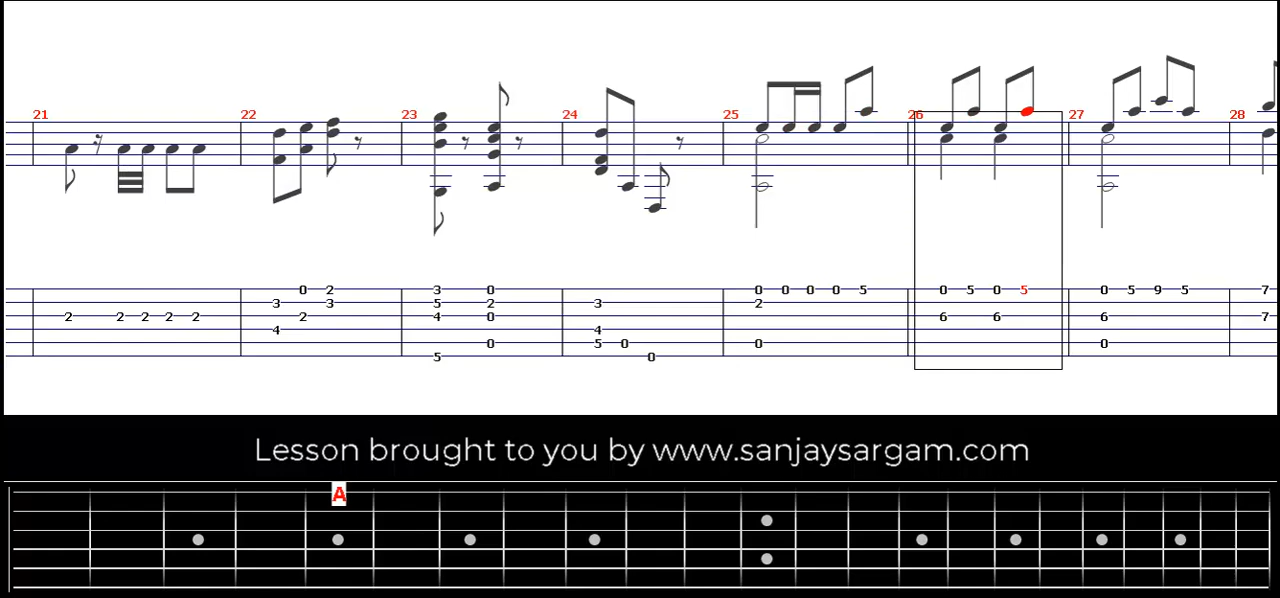 21 22 23 24 25 26 27 28
0 2 3 0 0 0 0 0 5 0 5 0 5 0 5 9 5 7
3 3 5 2 3 2
2 2 2 2 2 2 4 0 6 6 6 7
4 4
0 5 0 0 0
5 0
Lesson brought to you by www.sanjaysargam.com
A